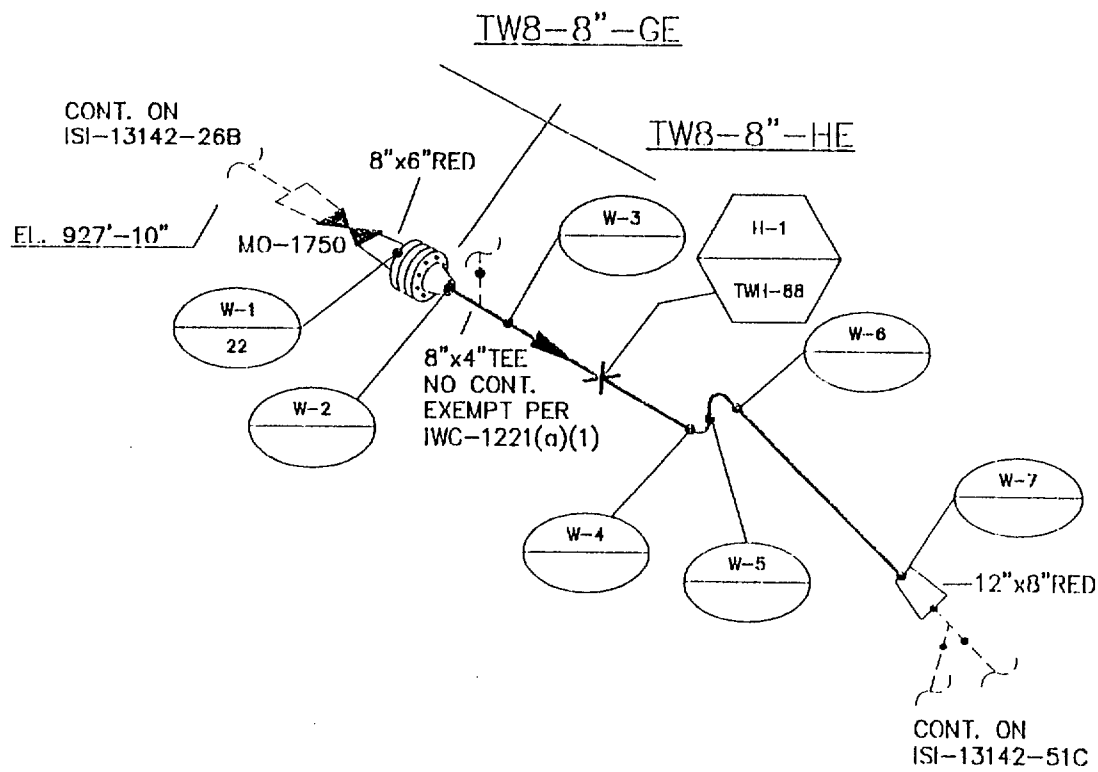 TW8-8"-GE
CONT. ON
ISI-13142-26B
TW8-8"-HE
8"x6"RED
W-3
H-1
TWH-88
EL. 927'-10"
MO-1750
W-1
22
W-6
8"x4"TEE
NO CONT.
EXEMPT PER
IWC-1221(a)(1)
W-2
W-7
W-4
W-5
12"x8"RED
CONT. ON
ISI-13142-51C